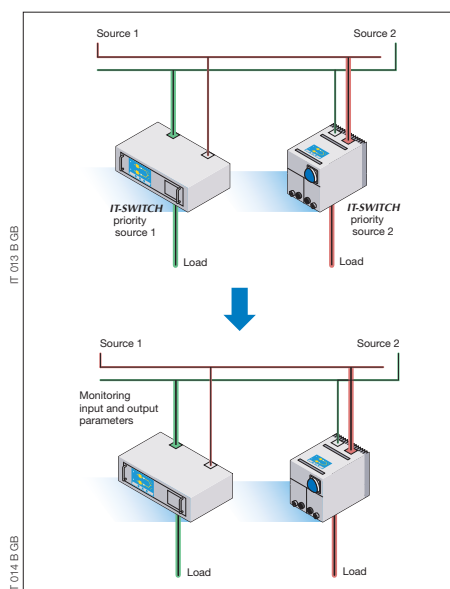 Source 1
Source 2
IT-SWITCH
priority
source 1
IT-SWITCH
priority
source 2
Load
Load
IT 013 B GB
Source 1
Source 2
Monitoring
input and output
parameters
Load
Load
IT 014 B GB